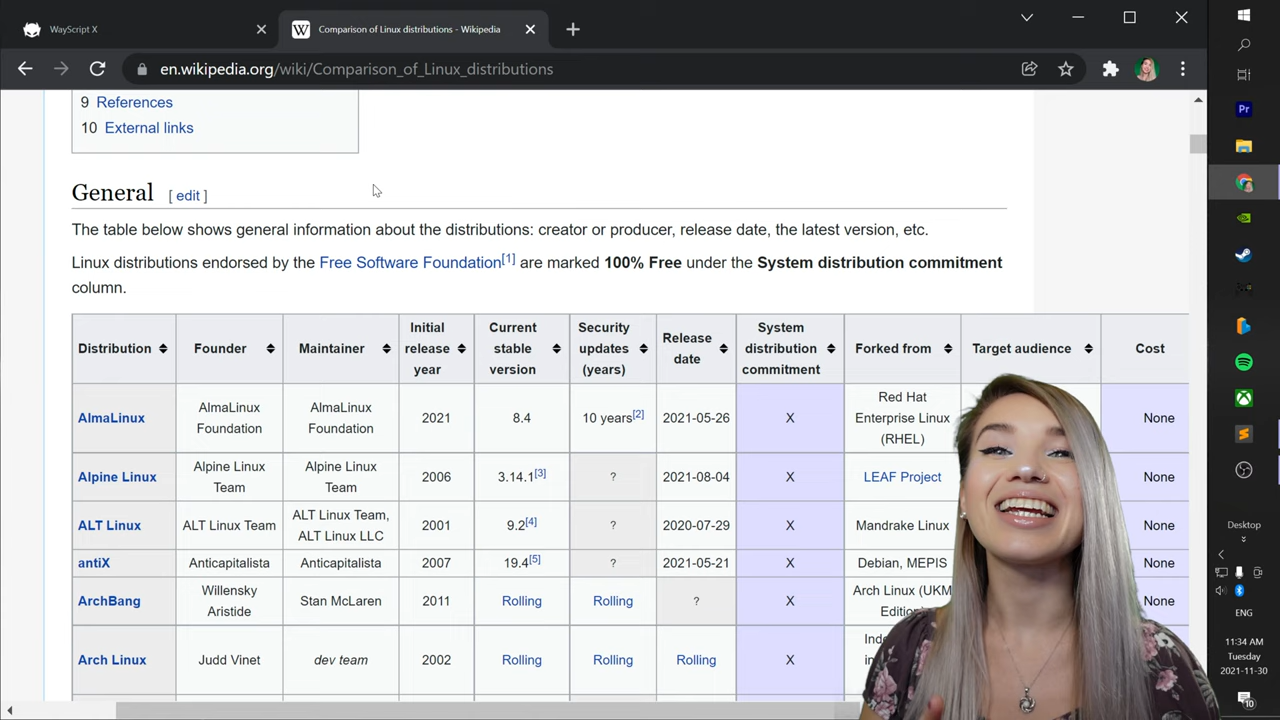 WayScript X
W Comparison of Linux distributions - Wikipedia
en.wikipedia.org/wiki/Comparison_of_Linux_distributions
9 References
10 External links
General [ edit ]
The table below shows general information about the distributions: creator or producer, release date, the latest version, etc.
Linux distributions endorsed by the Free Software Foundation[1] are marked 100% Free under the System distribution commitment
column.
Distribution Founder Maintainer Initial release year Current stable version Security updates (years) Release date System distribution commitment Forked from Target audience Cost
AlmaLinux AlmaLinux Foundation AlmaLinux Foundation 2021 8.4 10 years[2] 2021-05-26 X Red Hat Enterprise Linux (RHEL) None
Alpine Linux Alpine Linux Team Alpine Linux Team 2006 3.14.1[3] ? 2021-08-04 X LEAF Project None
ALT Linux ALT Linux Team ALT Linux Team, ALT Linux LLC 2001 9.2[4] ? 2020-07-29 X Mandrake Linux None
antiX Anticapitalista Anticapitalista 2007 19.4[5] ? 2021-05-21 X Debian, MEPIS None
ArchBang Willensky Aristide Stan McLaren 2011 Rolling Rolling ? X Arch Linux (UKM None
Arch Linux Judd Vinet dev team 2002 Rolling Rolling Rolling X None
Pr
Desktop
ENG
11:34 AM
Tuesday
2021-11-30
10